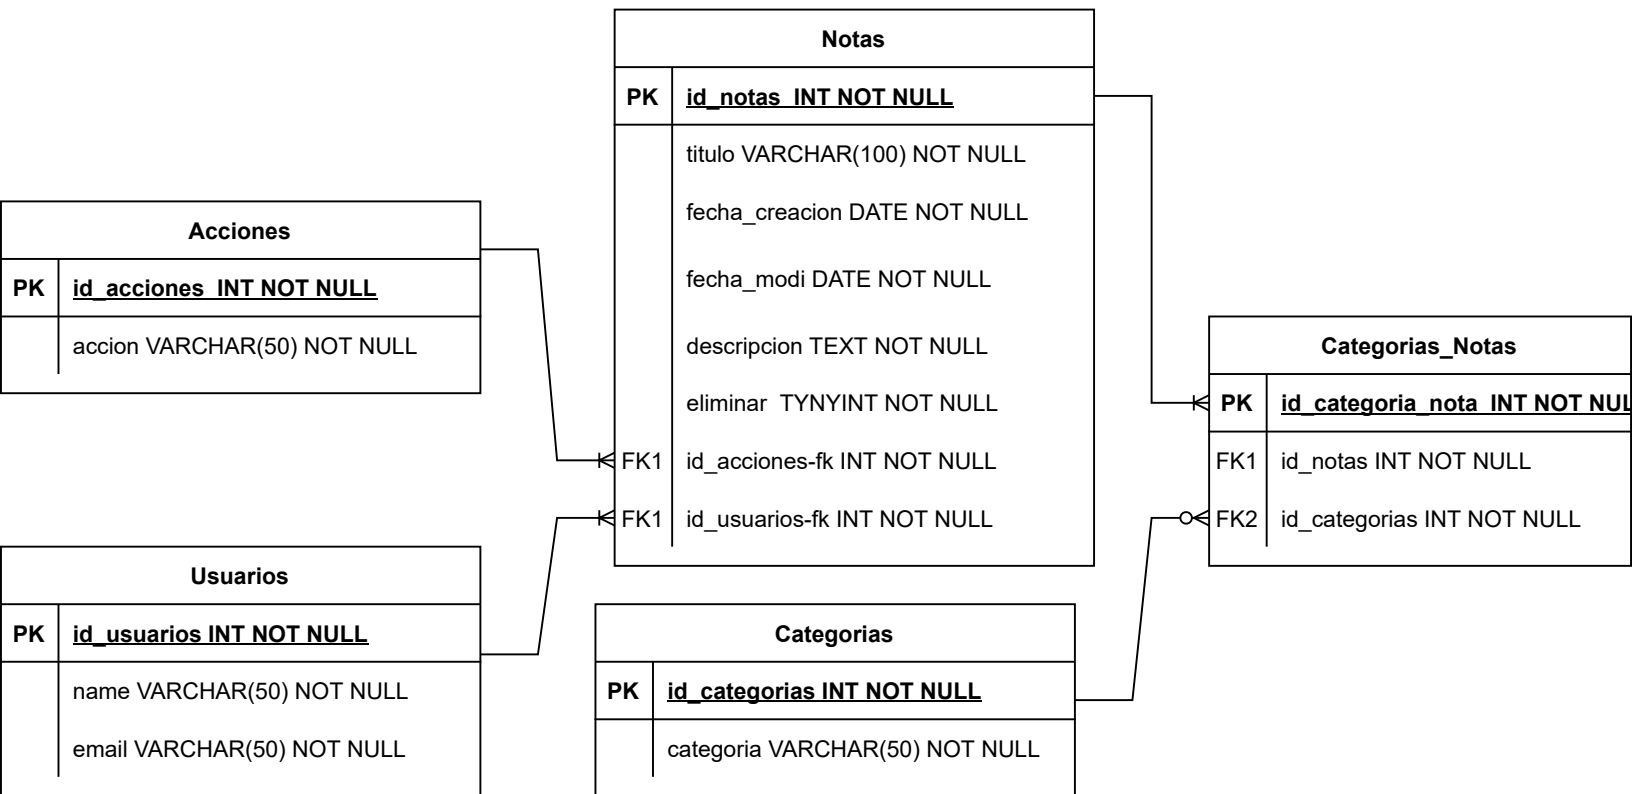 Notas
PK id_notas INT NOT NULL
titulo VARCHAR(100) NOT NULL
fecha_creacion DATE NOT NULL
fecha_modi DATE NOT NULL
descripcion TEXT NOT NULL
eliminar TYNYINT NOT NULL
FK1 id_acciones-fk INT NOT NULL
FK1 id_usuarios-fk INT NOT NULL
Acciones
PK id_acciones INT NOT NULL
accion VARCHAR(50) NOT NULL
Categorias_Notas
PK id_categoria_nota INT NOT NUL
FK1 id_notas INT NOT NULL
FK2 id_categorias INT NOT NULL
Usuarios
PK id_usuarios INT NOT NULL
name VARCHAR(50) NOT NULL
email VARCHAR(50) NOT NULL
Categorias
PK id_categorias INT NOT NULL
categoria VARCHAR(50) NOT NULL